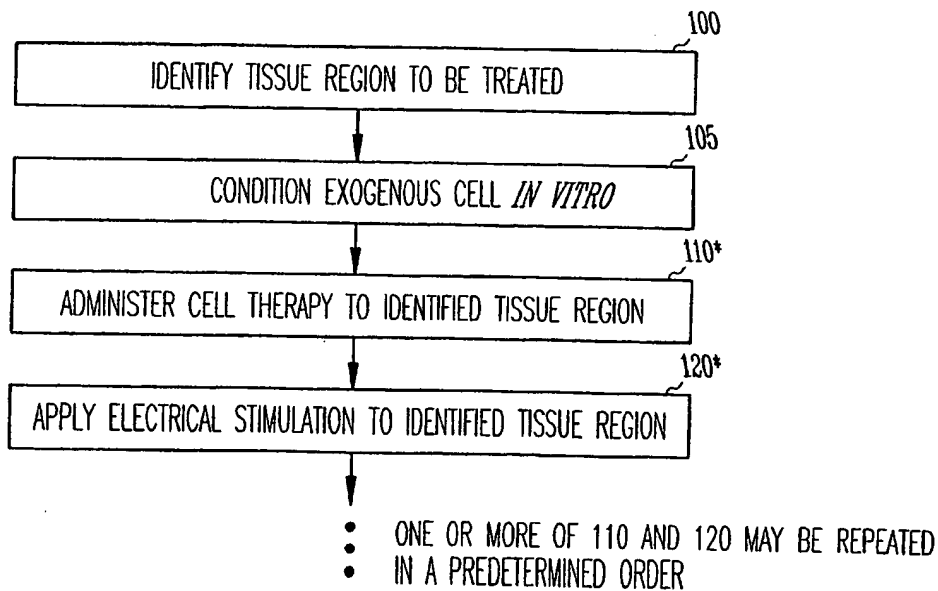 100
IDENTIFY TISSUE REGION TO BE TREATED
105
CONDITION EXOGENOUS CELL IN VITRO
110*
ADMINISTER CELL THERAPY TO IDENTIFIED TISSUE REGION
120*
APPLY ELECTRICAL STIMULATION TO IDENTIFIED TISSUE REGION
ONE OR MORE OF 110 AND 120 MAY BE REPEATED
IN A PREDETERMINED ORDER